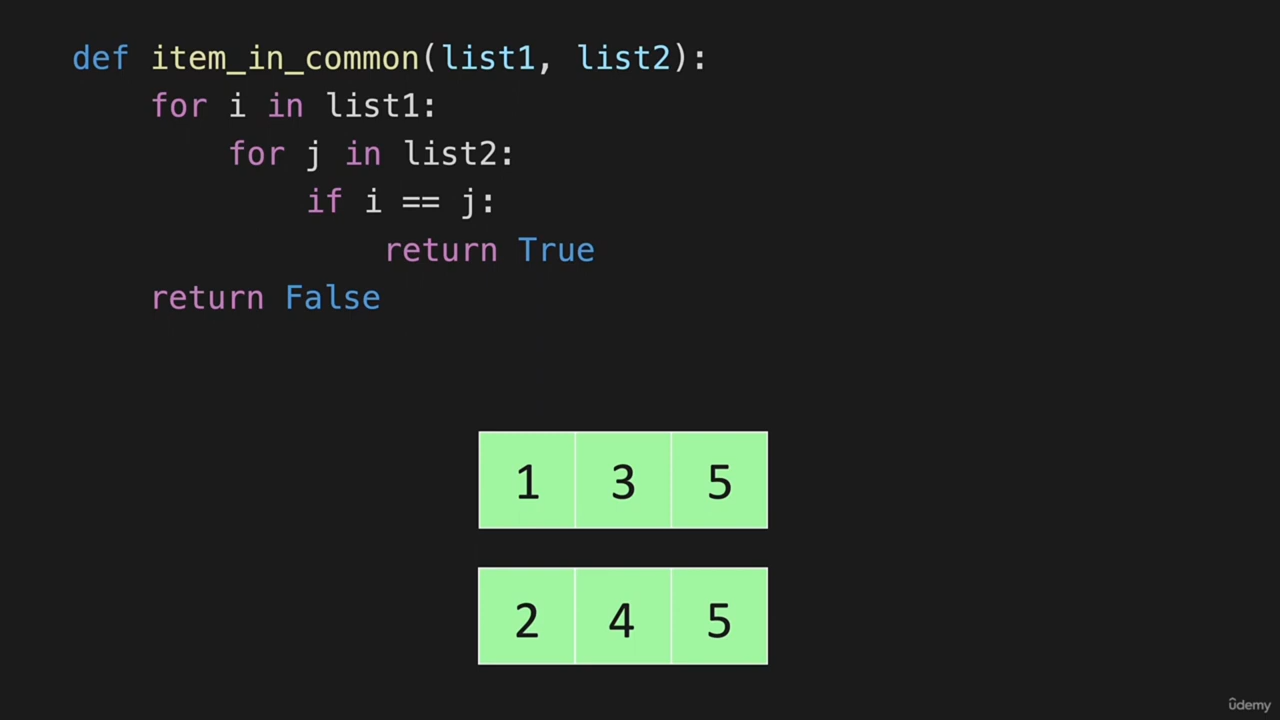 def item_in_common(list1, list2):
    for i in list1:
        for j in list2:
            if i == j:
                return True
    return False
1 3 5
2 4 5
ûdemy